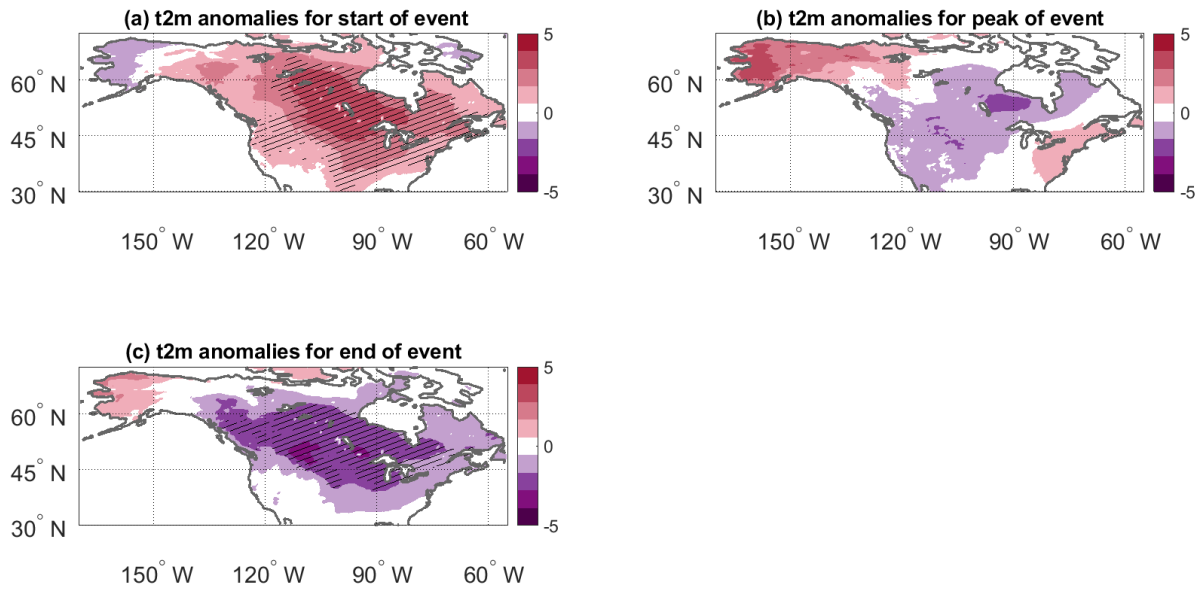 (a) t2m anomalies for start of event
60° N
45° N
30° N
150° W
120° W
90° W
60° W
5
0
-5
(b) t2m anomalies for peak of event
60° N
45° N
30° N
150° W
120° W
90° W
60° W
5
0
-5
(c) t2m anomalies for end of event
60° N
45° N
30° N
150° W
120° W
90° W
60° W
5
0
-5